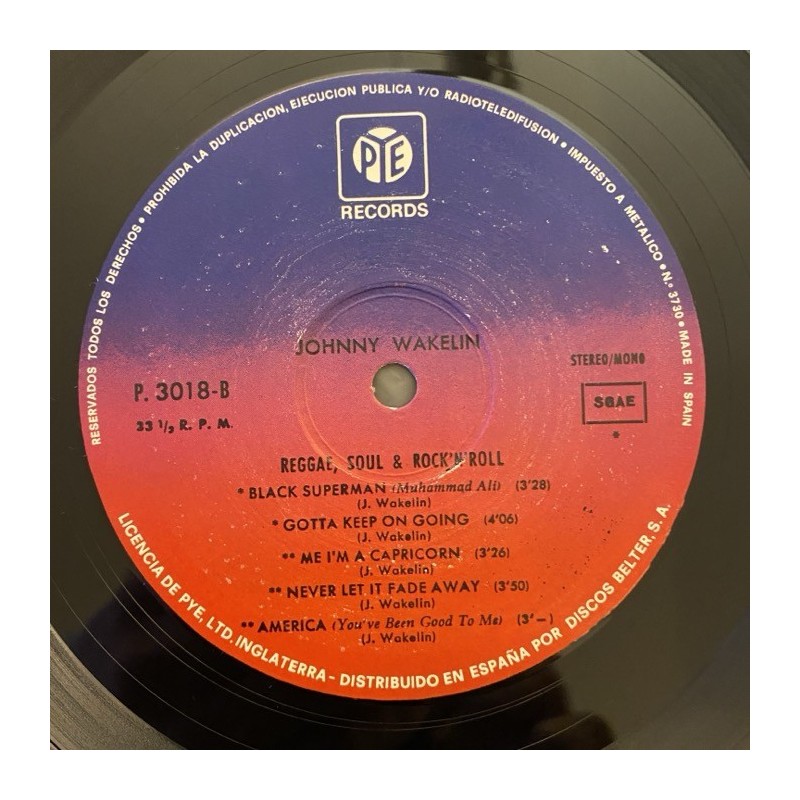 RESERVADOS TODOS LOS DERECHOS • PROHIBIDA LA DUPLICACION, EJECUCION PUBLICA Y/O RADIOTELEDIFUSION • IMPUESTO A METALICO • N.º 3730 • MADE IN SPAIN
PYE
RECORDS
JOHNNY WAKELIN
P. 3018-B
33 1/3 R. P. M.
STEREO/MONO
SGAE
REGGAE, SOUL & ROCK'N'ROLL
* BLACK SUPERMAN (Muhammad Ali) (3'28)
(J. Wakelin)
* GOTTA KEEP ON GOING (4'06)
(J. Wakelin)
** ME I'M A CAPRICORN (3'26)
(J. Wakelin)
** NEVER LET IT FADE AWAY (3'50)
(J. Wakelin)
** AMERICA (You've Been Good To Me) (3'-)
(J. Wakelin)
LICENCIA DE PYE, LTD. INGLATERRA - DISTRIBUIDO EN ESPAÑA POR DISCOS BELTER, S. A.